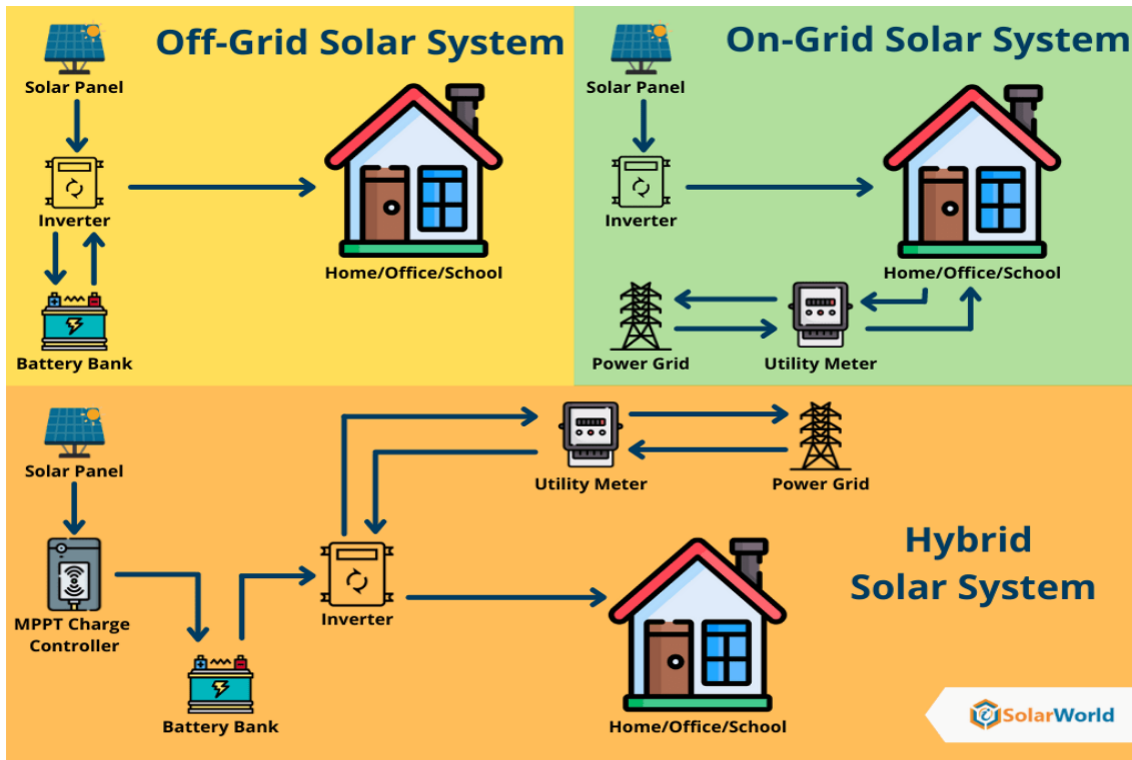 Off-Grid Solar System
Solar Panel
Inverter
Home/Office/School
Battery Bank
On-Grid Solar System
Solar Panel
Inverter
Home/Office/School
Power Grid
Utility Meter
Solar Panel
Utility Meter
Power Grid
Hybrid
Solar System
MPPT Charge
Controller
Inverter
Battery Bank
Home/Office/School
SolarWorld